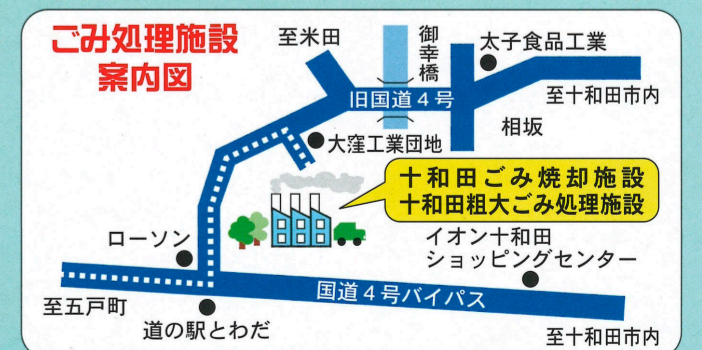 ごみ処理施設
案内図
至米田
御幸橋
太子食品工業
至十和田市内
旧国道4号
相坂
大窪工業団地
十和田ごみ焼却施設
十和田粗大ごみ処理施設
ローソン
イオン十和田
ショッピングセンター
国道4号バイパス
至五戸町
道の駅とわだ
至十和田市内